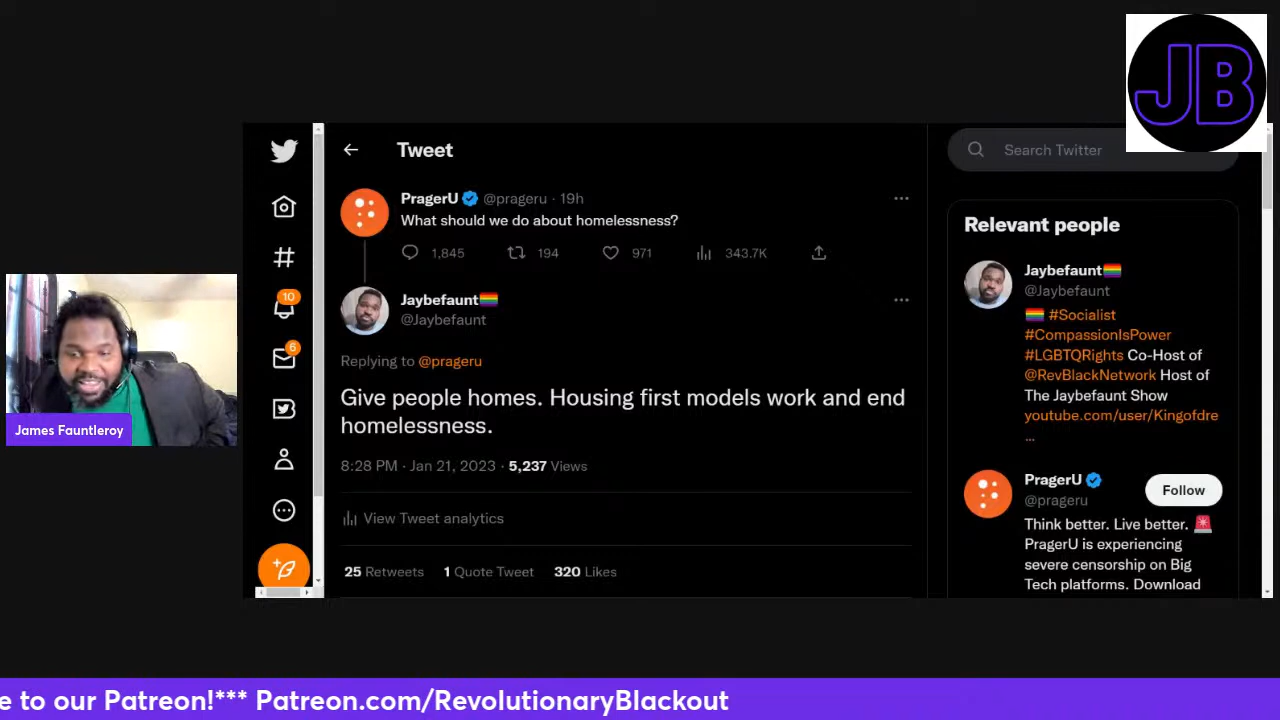 JB
Tweet
Search Twitter
PragerU @prageru · 19h
What should we do about homelessness?
1,845 194 971 343.7K
Jaybefaunt
@Jaybefaunt
Replying to @prageru
Give people homes. Housing first models work and end
homelessness.
8:28 PM · Jan 21, 2023 · 5,237 Views
View Tweet analytics
25 Retweets 1 Quote Tweet 320 Likes
10
6
Relevant people
Jaybefaunt
@Jaybefaunt
#Socialist
#CompassionIsPower
#LGBTQRights Co-Host of
@RevBlackNetwork Host of
The Jaybefaunt Show
youtube.com/user/Kingofdre
...
PragerU
@prageru
Follow
Think better. Live better.
PragerU is experiencing
severe censorship on Big
Tech platforms. Download
James Fauntleroy
e to our Patreon!*** Patreon.com/RevolutionaryBlackout